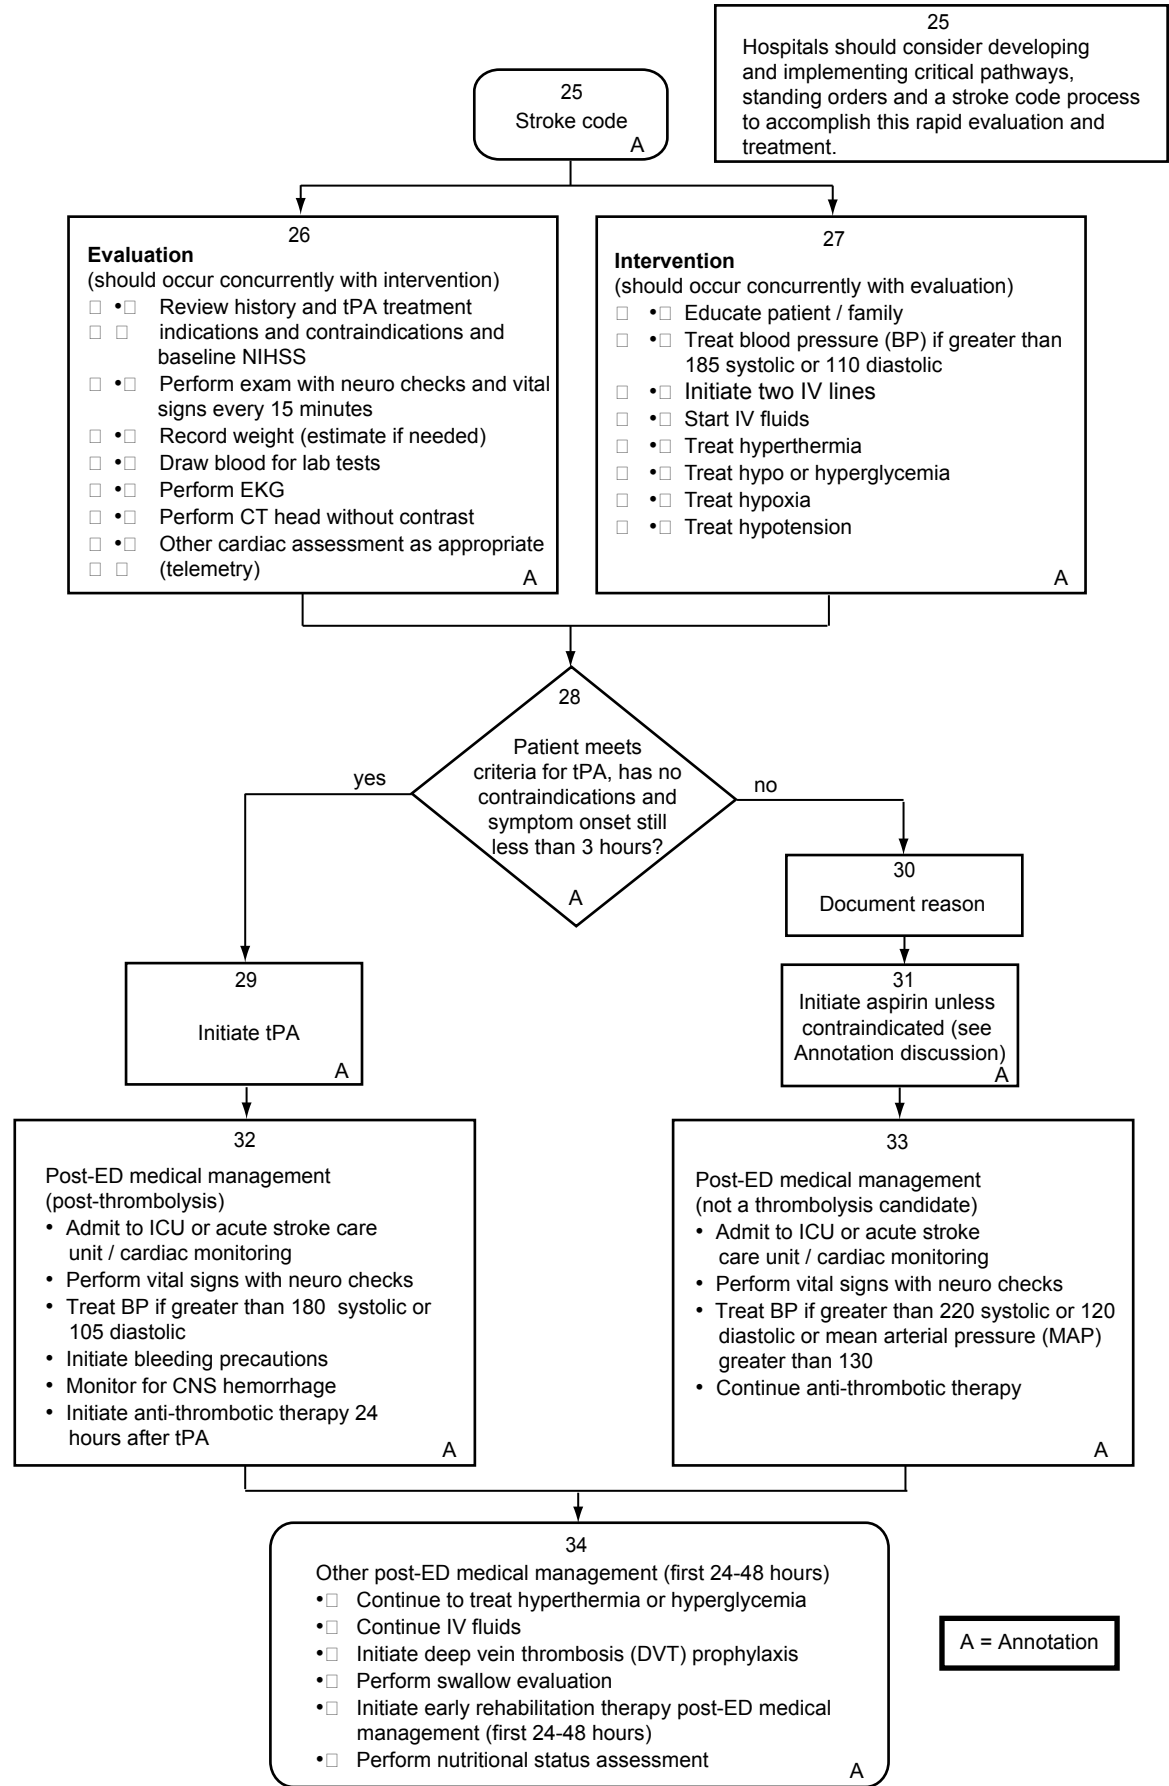 25
Hospitals should consider developing
and implementing critical pathways,
standing orders and a stroke code process
to accomplish this rapid evaluation and
treatment.
25
Stroke code
A
26
Evaluation
(should occur concurrently with intervention)
• Review history and tPA treatment
indications and contraindications and
baseline NIHSS
• Perform exam with neuro checks and vital
signs every 15 minutes
• Record weight (estimate if needed)
• Draw blood for lab tests
• Perform EKG
• Perform CT head without contrast
• Other cardiac assessment as appropriate
(telemetry)
A
27
Intervention
(should occur concurrently with evaluation)
• Educate patient / family
• Treat blood pressure (BP) if greater than
185 systolic or 110 diastolic
• Initiate two IV lines
• Start IV fluids
• Treat hyperthermia
• Treat hypo or hyperglycemia
• Treat hypoxia
• Treat hypotension
A
28
Patient meets
criteria for tPA, has no
contraindications and
symptom onset still
less than 3 hours?
A
yes
no
29
Initiate tPA
A
30
Document reason
31
Initiate aspirin unless
contraindicated (see
Annotation discussion)
A
32
Post-ED medical management
(post-thrombolysis)
• Admit to ICU or acute stroke care
unit / cardiac monitoring
• Perform vital signs with neuro checks
• Treat BP if greater than 180 systolic or
105 diastolic
• Initiate bleeding precautions
• Monitor for CNS hemorrhage
• Initiate anti-thrombotic therapy 24
hours after tPA
A
33
Post-ED medical management
(not a thrombolysis candidate)
• Admit to ICU or acute stroke
care unit / cardiac monitoring
• Perform vital signs with neuro checks
• Treat BP if greater than 220 systolic or 120
diastolic or mean arterial pressure (MAP)
greater than 130
• Continue anti-thrombotic therapy
A
34
Other post-ED medical management (first 24-48 hours)
• Continue to treat hyperthermia or hyperglycemia
• Continue IV fluids
• Initiate deep vein thrombosis (DVT) prophylaxis
• Perform swallow evaluation
• Initiate early rehabilitation therapy post-ED medical
management (first 24-48 hours)
• Perform nutritional status assessment
A
A = Annotation